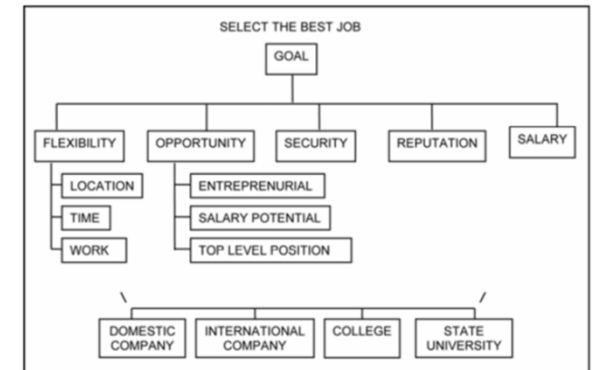 SELECT THE BEST JOB
GOAL
FLEXIBILITY
OPPORTUNITY
SECURITY
REPUTATION
SALARY
LOCATION
TIME
WORK
ENTREPRENURIAL
SALARY POTENTIAL
TOP LEVEL POSITION
DOMESTIC
COMPANY
INTERNATIONAL
COMPANY
COLLEGE
STATE
UNIVERSITY